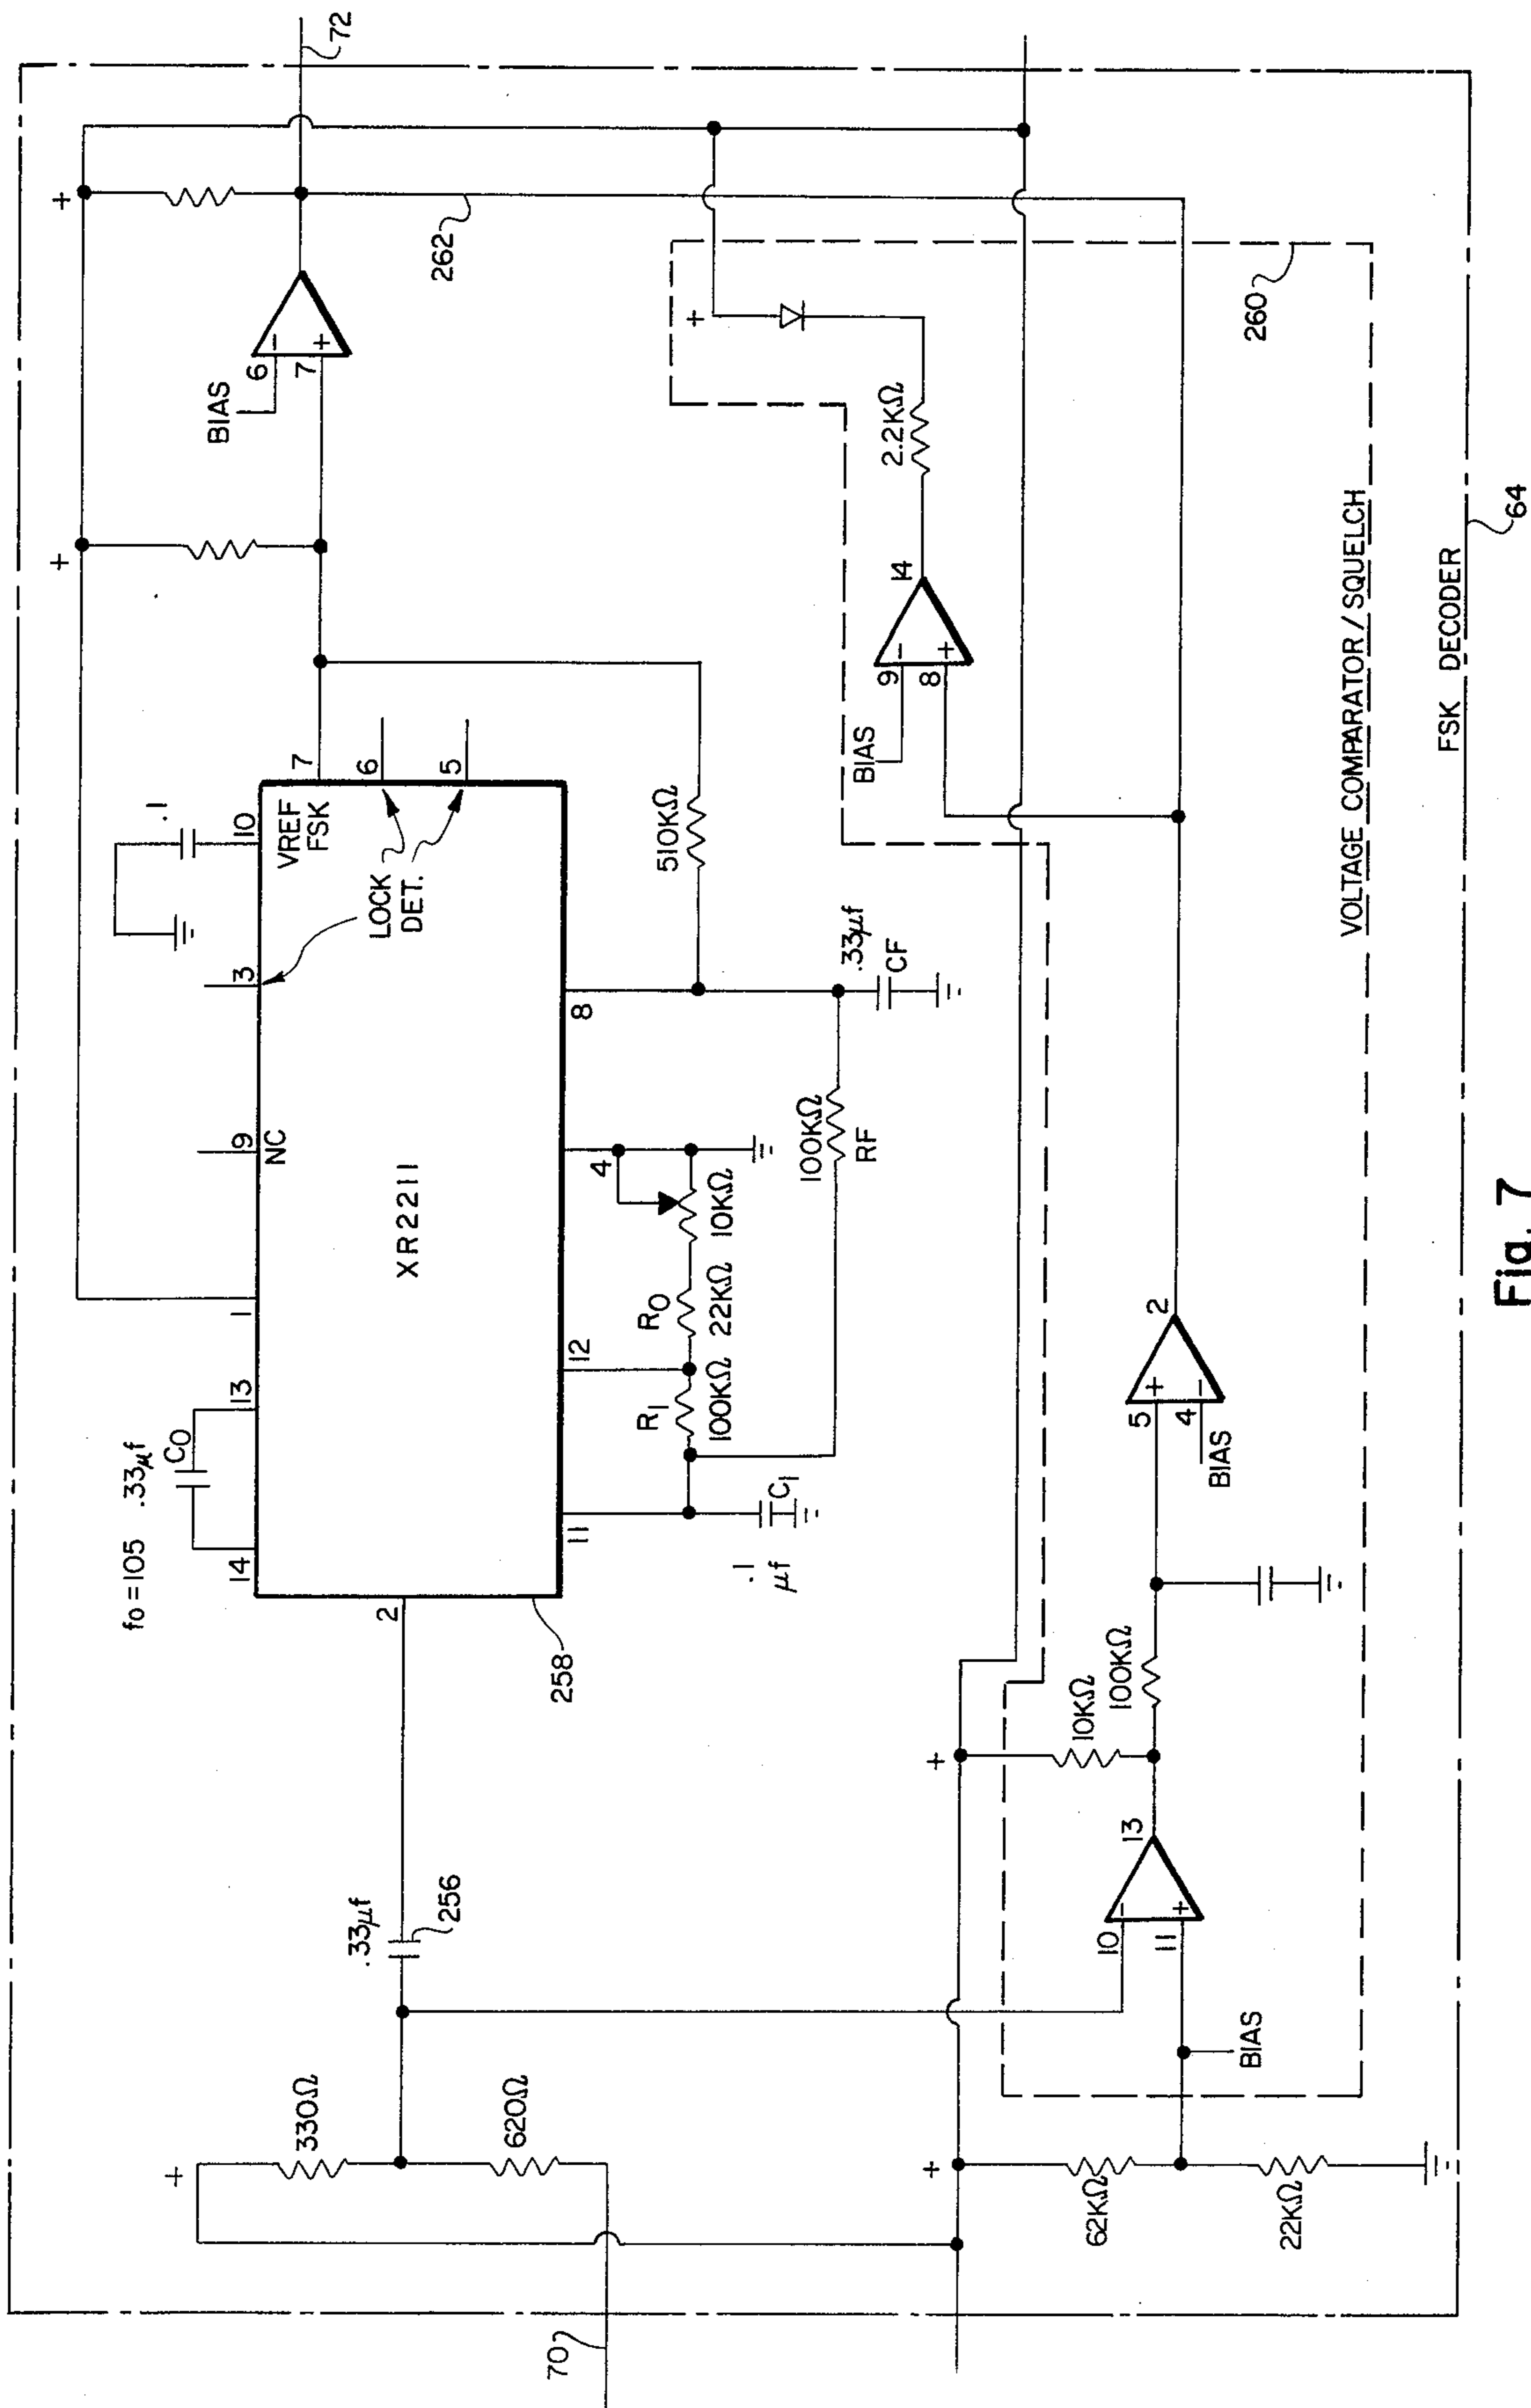 72
+
+
262
BIAS
6
−
7
+
+
260
2.2KΩ
14
BIAS
9
−
8
+
VOLTAGE COMPARATOR/SQUELCH
FSK DECODER
64
.1
10
VREF
FSK
7
6
5
LOCK
DET.
3
9
NC
XR2211
1
13
14
fo = 105
.33µf
CO
2
258
510KΩ
8
.33µf
CF
100KΩ
RF
4
10KΩ
RO
22KΩ
12
R1
100KΩ
11
C1
.1
µf
2
5
+
4
−
BIAS
100KΩ
10KΩ
+
13
10
−
11
+
BIAS
.33µf
256
330Ω
620Ω
+
+
62KΩ
22KΩ
70
Fig. 7